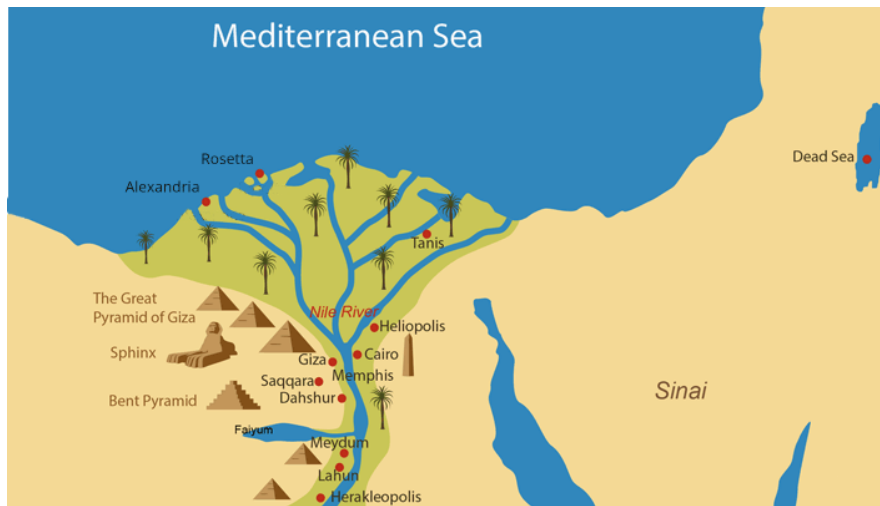 Mediterranean Sea
Rosetta
Dead Sea
Alexandria
Tanis
The Great
Pyramid of Giza
Nile River
Heliopolis
Sphinx
Cairo
Giza
Memphis
Saqqara
Sinai
Bent Pyramid
Dahshur
Faiyum
Meydum
Lahun
Herakleopolis